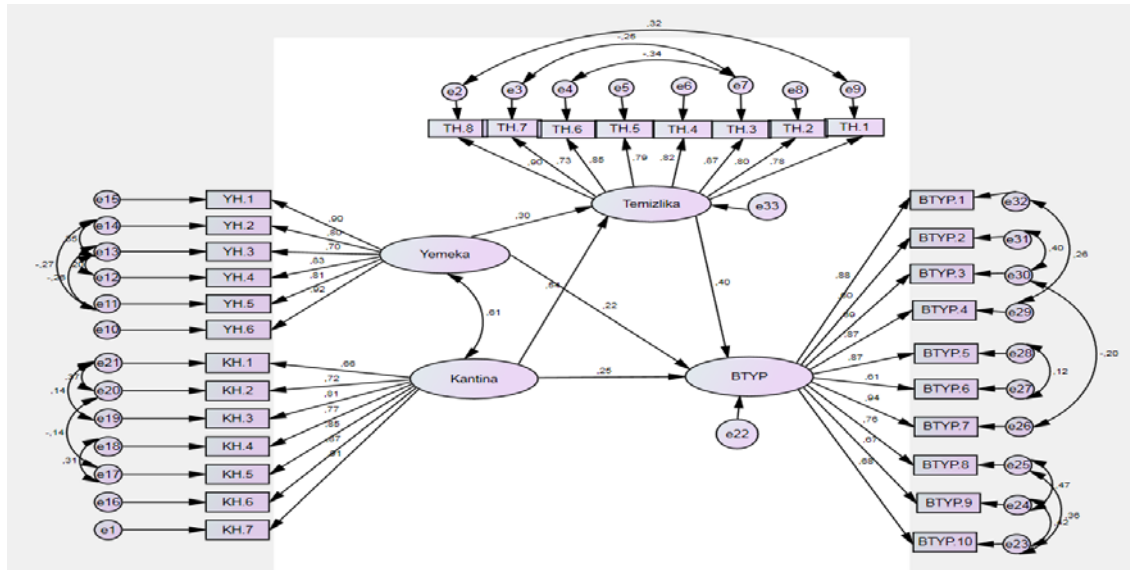 ,32
-,26
-,34
e2 e3 e4 e5 e6 e7 e8 e9
TH.8 TH.7 TH.6 TH.5 TH.4 TH.3 TH.2 TH.1
,90 ,73 ,85 ,79 ,82 ,87 ,80 ,78
Temizlika
e33
e15 YH.1
e14 YH.2
e13 YH.3
e12 YH.4
e11 YH.5
e10 YH.6
-,27
,90
,80
,70
,83
,81
,92
Yemeka
,30
,61
,22
,40
e21 KH.1
e20 KH.2
e19 KH.3
e18 KH.4
e17 KH.5
e16 KH.6
e1 KH.7
,14
-,14
,31
,66
,72
,91
,77
,85
,87
,91
Kantina
,25
BTYP
e22
BTYP.1 e32
BTYP.2 e31
BTYP.3 e30
BTYP.4 e29
BTYP.5 e28
BTYP.6 e27
BTYP.7 e26
BTYP.8 e25
BTYP.9 e24
BTYP.10 e23
,88
,87
,87
,61
,94
,76
,67
,40
,26
,12
,47
,36